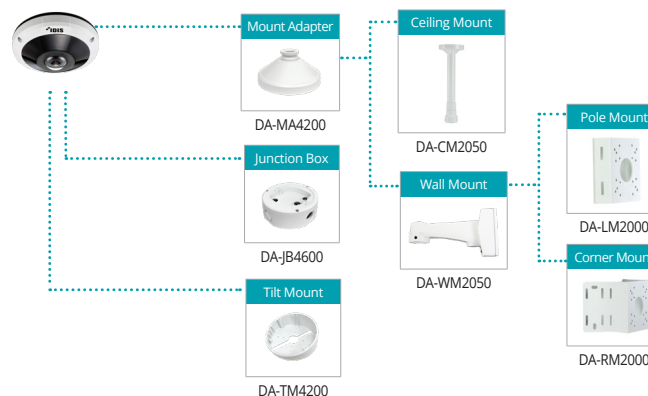 IDIS
Mount Adapter
DA-MA4200
Ceiling Mount
DA-CM2050
Pole Mount
DA-LM2000
Junction Box
DA-JB4600
Wall Mount
DA-WM2050
Corner Moun
DA-RM2000
Tilt Mount
DA-TM4200